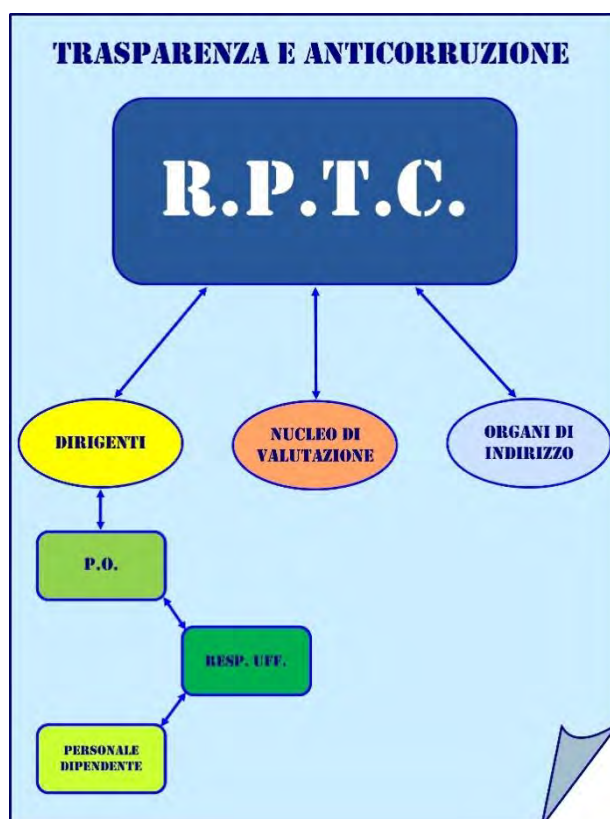 TRASPARENZA E ANTICORRUZIONE
R.P.T.C.
DIRIGENTI
NUCLEO DI
VALUTAZIONE
ORGANI DI
INDIRIZZO
P.O.
RESP. UFF.
PERSONALE
DIPENDENTE